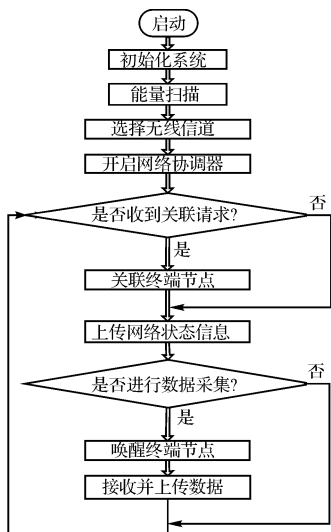 启动
初始化系统
能量扫描
选择无线信道
开启网络协调器
是否收到关联请求?
否
是
关联终端节点
上传网络状态信息
是否进行数据采集?
否
是
唤醒终端节点
接收并上传数据